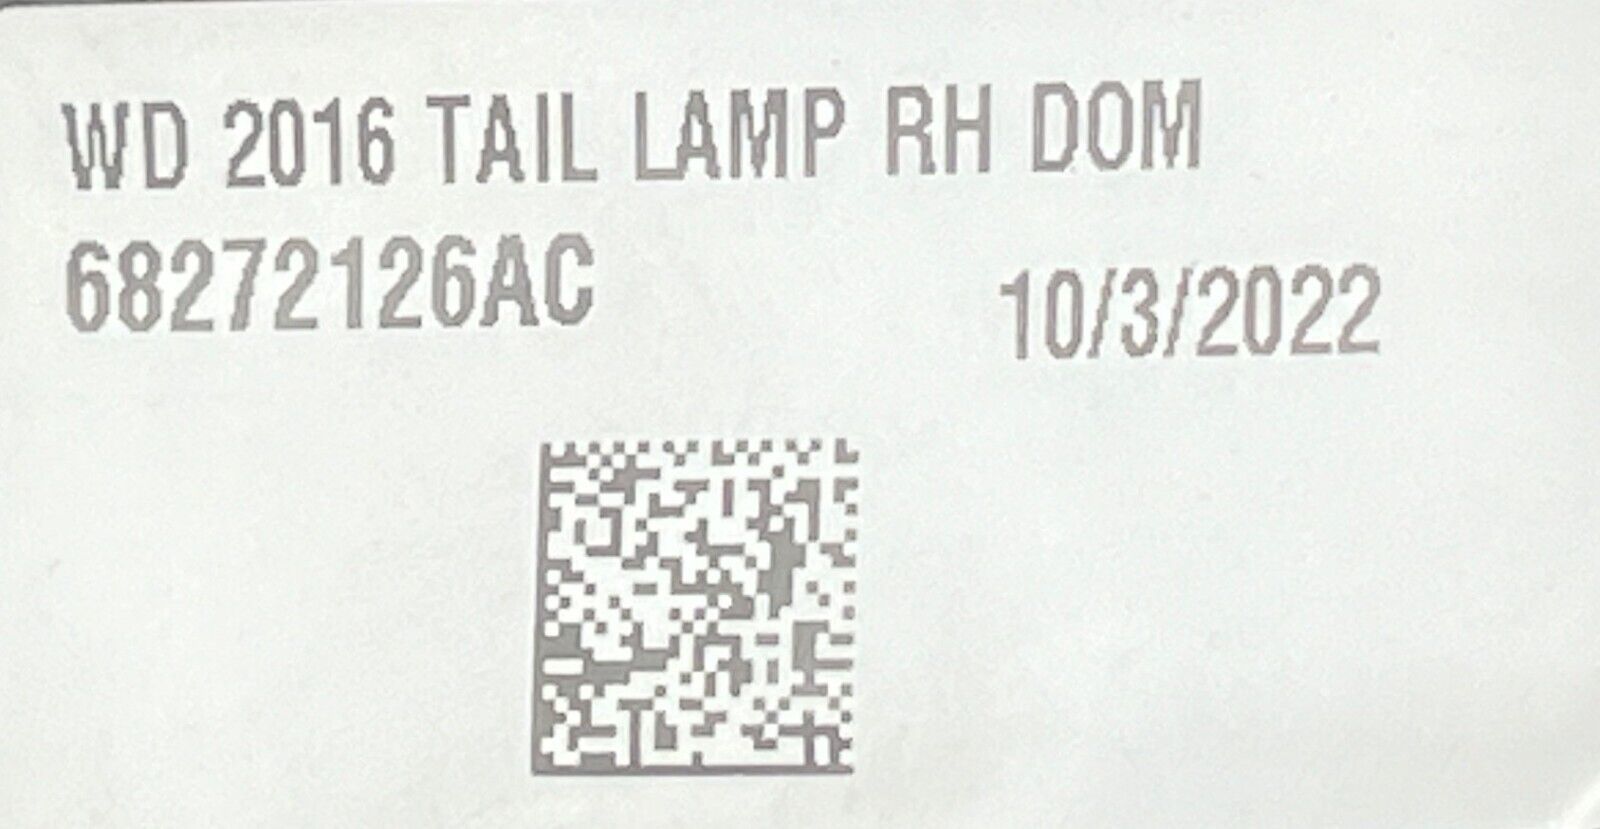 WD 2016 TAIL LAMP RH DOM
68272126AC
10/3/2022